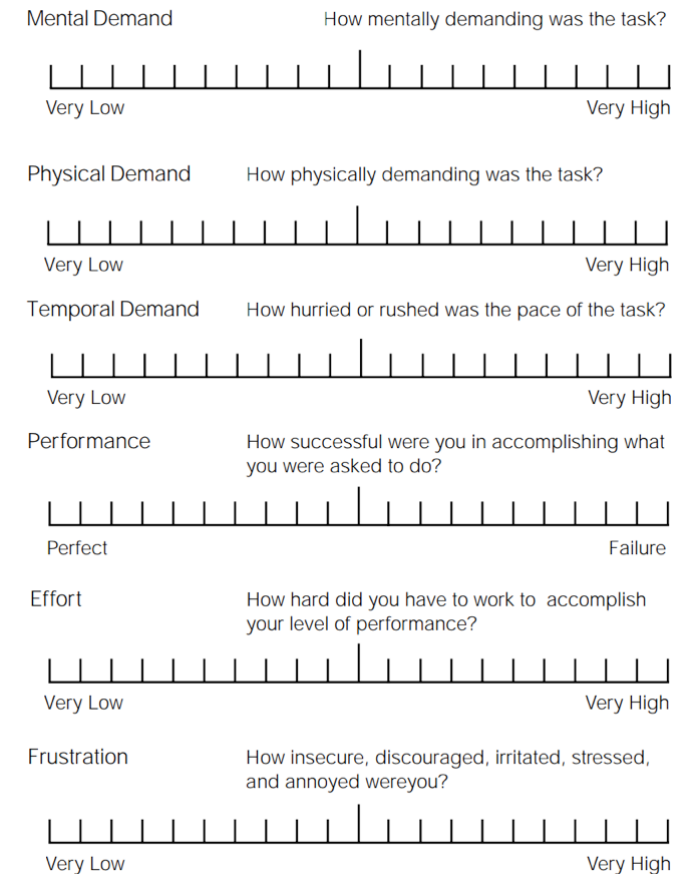 Mental Demand How mentally demanding was the task?
Very Low Very High
Physical Demand How physically demanding was the task?
Very Low Very High
Temporal Demand How hurried or rushed was the pace of the task?
Very Low Very High
Performance How successful were you in accomplishing what
you were asked to do?
Perfect Failure
Effort How hard did you have to work to accomplish
your level of performance?
Very Low Very High
Frustration How insecure, discouraged, irritated, stressed,
and annoyed wereyou?
Very Low Very High